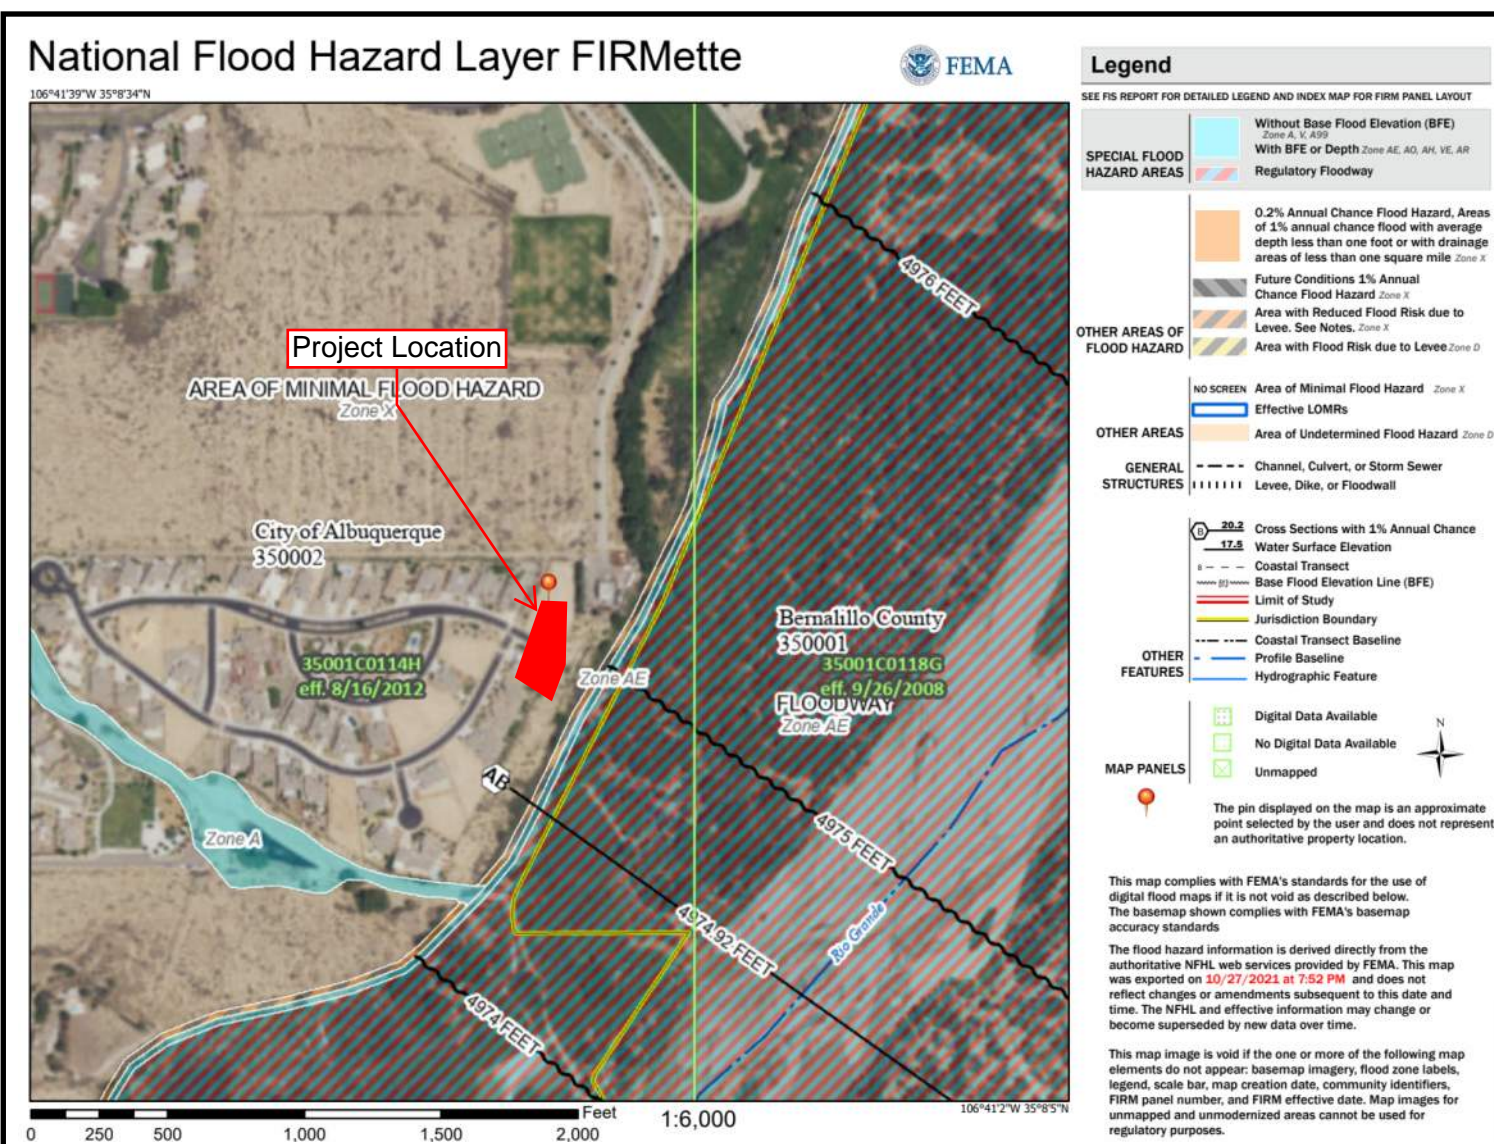 National Flood Hazard Layer FIRMette
FEMA
106°41'39"W 35°8'34"N
Project Location
AREA OF MINIMAL FLOOD HAZARD
Zone X
City of Albuquerque
350002
35001C0114H
eff. 8/16/2012
Zone A
AB
Zone AE
4976 FEET
Bernalillo County
350001
35001C0118G
eff. 9/26/2008
FLOODWAY
Zone AE
4975 FEET
4974.92 FEET
4974 FEET
Rio Grande
Feet
0 250 500 1,000 1,500 2,000
1:6,000
106°41'2"W 35°8'5"N
Legend
SEE FIS REPORT FOR DETAILED LEGEND AND INDEX MAP FOR FIRM PANEL LAYOUT
SPECIAL FLOOD
HAZARD AREAS
Without Base Flood Elevation (BFE)
Zone A, V, A99
With BFE or Depth Zone AE, AO, AH, VE, AR
Regulatory Floodway
OTHER AREAS OF
FLOOD HAZARD
0.2% Annual Chance Flood Hazard, Areas
of 1% annual chance flood with average
depth less than one foot or with drainage
areas of less than one square mile Zone X
Future Conditions 1% Annual
Chance Flood Hazard Zone X
Area with Reduced Flood Risk due to
Levee. See Notes. Zone X
Area with Flood Risk due to Levee Zone D
OTHER AREAS
NO SCREEN Area of Minimal Flood Hazard Zone X
Effective LOMRs
Area of Undetermined Flood Hazard Zone D
GENERAL
STRUCTURES
Channel, Culvert, or Storm Sewer
Levee, Dike, or Floodwall
OTHER
FEATURES
B 20.2 Cross Sections with 1% Annual Chance
17.5 Water Surface Elevation
8 Coastal Transect
513 Base Flood Elevation Line (BFE)
Limit of Study
Jurisdiction Boundary
Coastal Transect Baseline
Profile Baseline
Hydrographic Feature
MAP PANELS
Digital Data Available
No Digital Data Available
Unmapped
N
The pin displayed on the map is an approximate
point selected by the user and does not represent
an authoritative property location.
This map complies with FEMA's standards for the use of
digital flood maps if it is not void as described below.
The basemap shown complies with FEMA's basemap
accuracy standards
The flood hazard information is derived directly from the
authoritative NFHL web services provided by FEMA. This map
was exported on 10/27/2021 at 7:52 PM and does not
reflect changes or amendments subsequent to this date and
time. The NFHL and effective information may change or
become superseded by new data over time.
This map image is void if the one or more of the following map
elements do not appear: basemap imagery, flood zone labels,
legend, scale bar, map creation date, community identifiers,
FIRM panel number, and FIRM effective date. Map images for
unmapped and unmodernized areas cannot be used for
regulatory purposes.